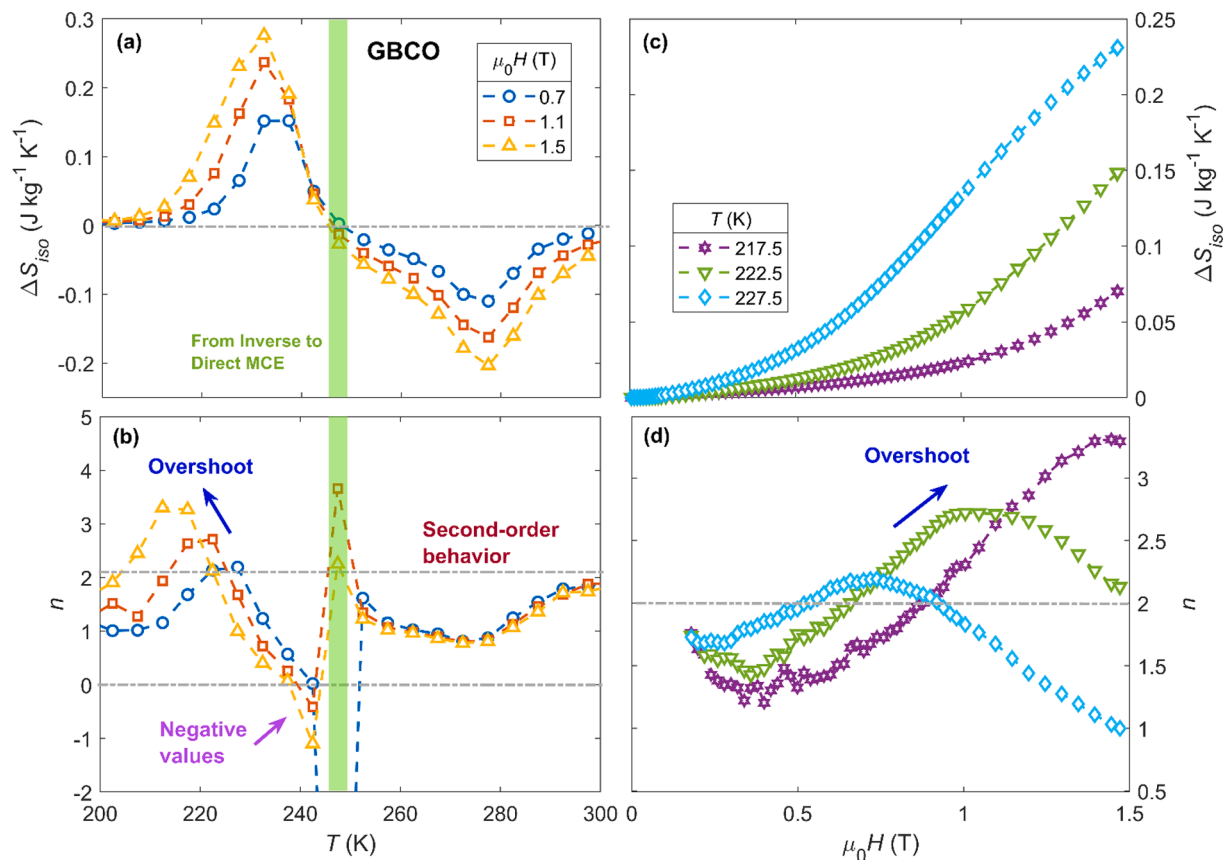 (a)
GBCO
μ0H (T)
0.7
1.1
1.5
0.3
0.2
0.1
0
-0.1
-0.2
ΔSiso (J kg-1 K-1)
From Inverse to
Direct MCE
(c)
T (K)
217.5
222.5
227.5
0.25
0.2
0.15
0.1
0.05
0
ΔSiso (J kg-1 K-1)
(b)
Overshoot
Second-order
behavior
Negative
values
5
4
3
2
1
0
-1
-2
n
200
220
240
260
280
300
T (K)
(d)
Overshoot
3
2.5
2
1.5
1
0.5
n
0
0.5
1
1.5
μ0H (T)